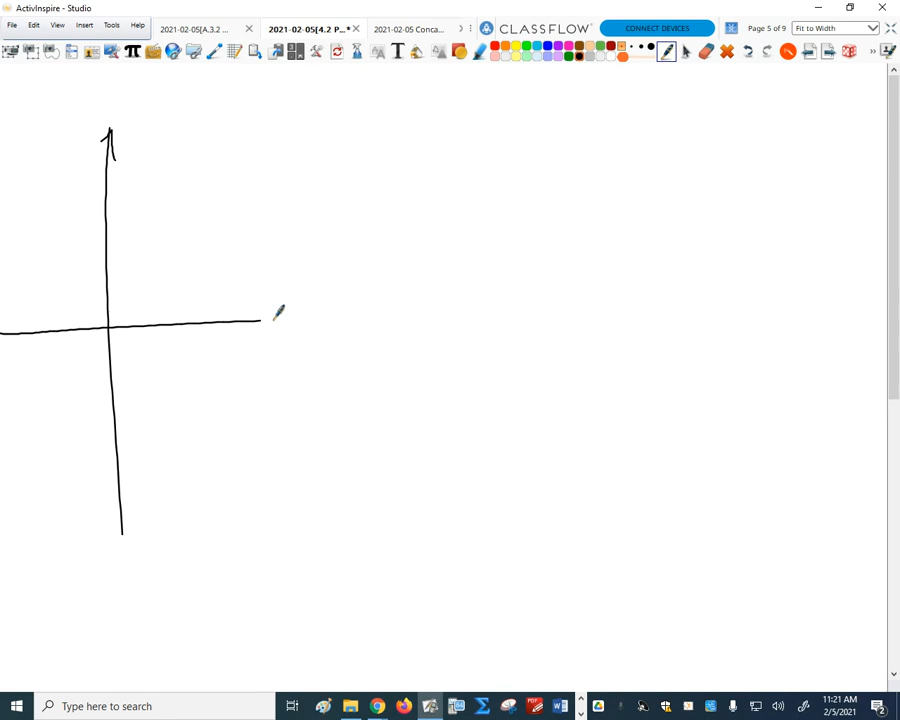 ActivInspire - Studio
File Edit View Insert Tools Help
2021-02-05[A.3.2 ...
2021-02-05[4.2 P...*
2021-02-05 Conca...
CLASSFLOW
CONNECT DEVICES
Page 5 of 9
Fit to Width
Type here to search
11:21 AM
2/5/2021
2